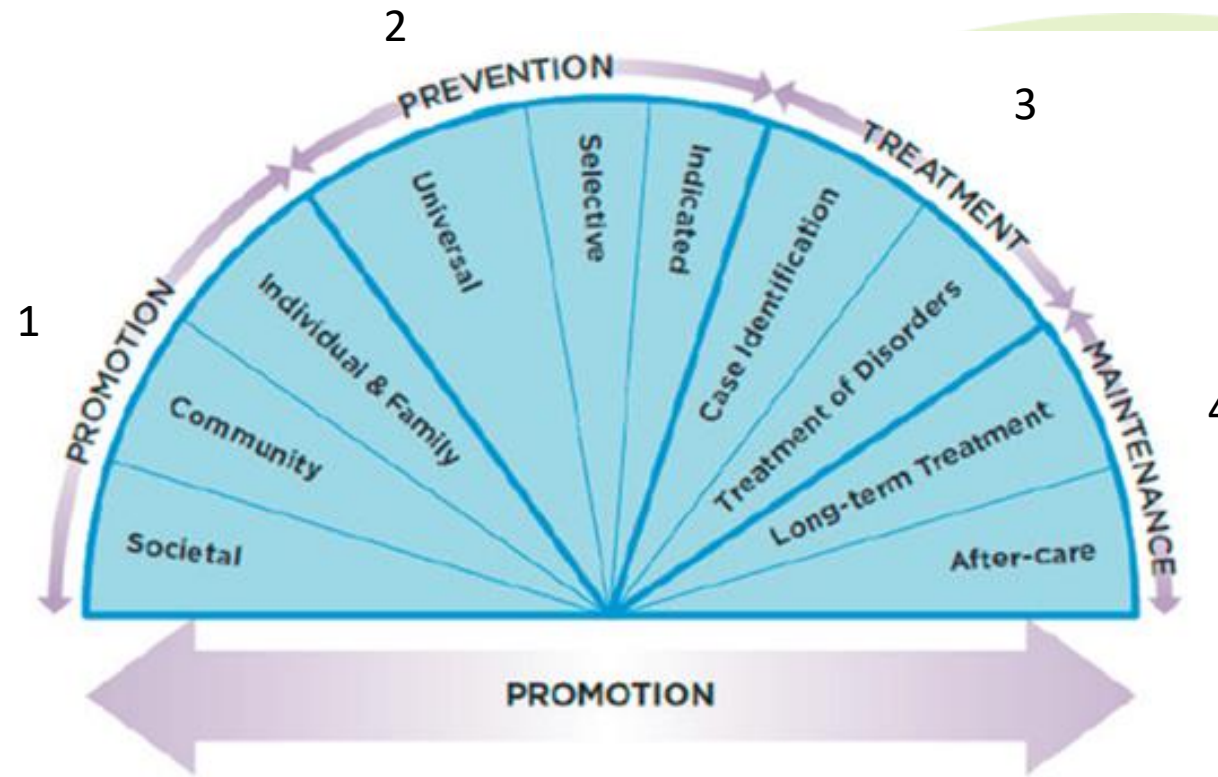 1
PROMOTION
Societal
Community
Individual & Family
2
PREVENTION
Universal
Selective
Indicated
3
TREATMENT
Case Identification
Treatment of Disorders
4
MAINTENANCE
Long-term Treatment
After-care
PROMOTION